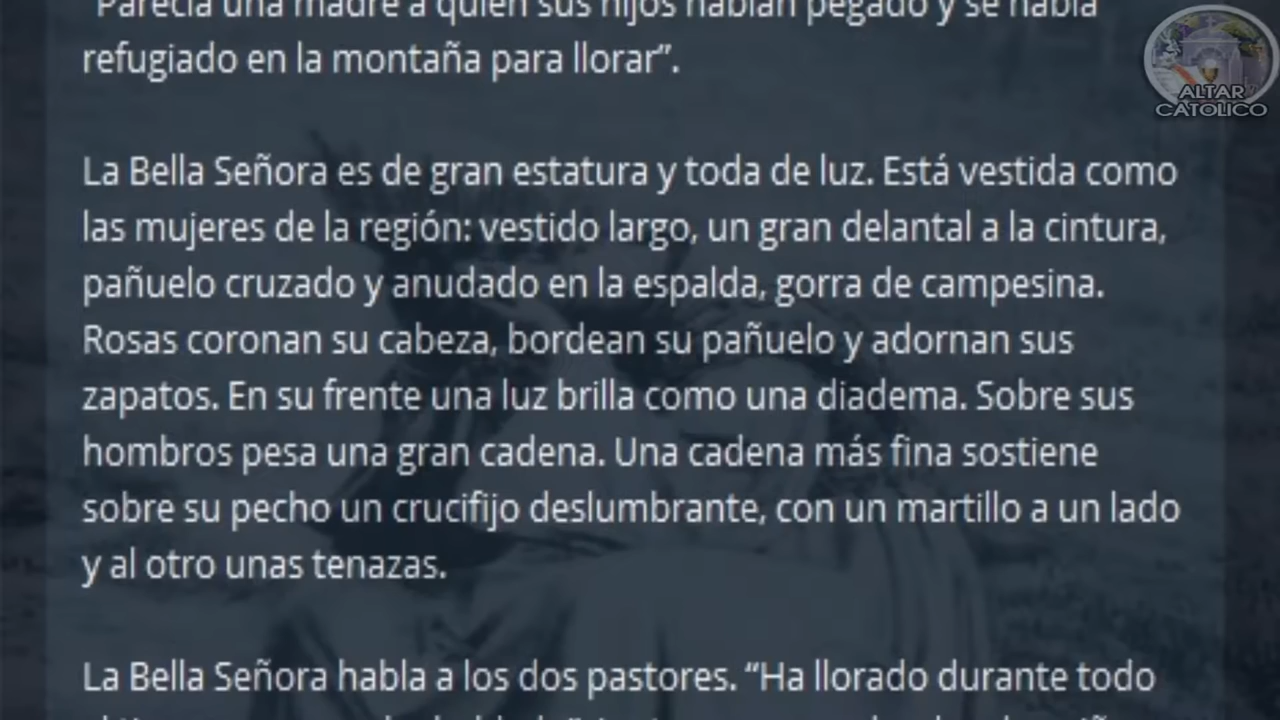 "Parecía una madre a quien sus hijos habían pegado y se había
refugiado en la montaña para llorar”.
La Bella Señora es de gran estatura y toda de luz. Está vestida como
las mujeres de la región: vestido largo, un gran delantal a la cintura,
pañuelo cruzado y anudado en la espalda, gorra de campesina.
Rosas coronan su cabeza, bordean su pañuelo y adornan sus
zapatos. En su frente una luz brilla como una diadema. Sobre sus
hombros pesa una gran cadena. Una cadena más fina sostiene
sobre su pecho un crucifijo deslumbrante, con un martillo a un lado
y al otro unas tenazas.
La Bella Señora habla a los dos pastores. “Ha llorado durante todo
ALTAR
CATOLICO